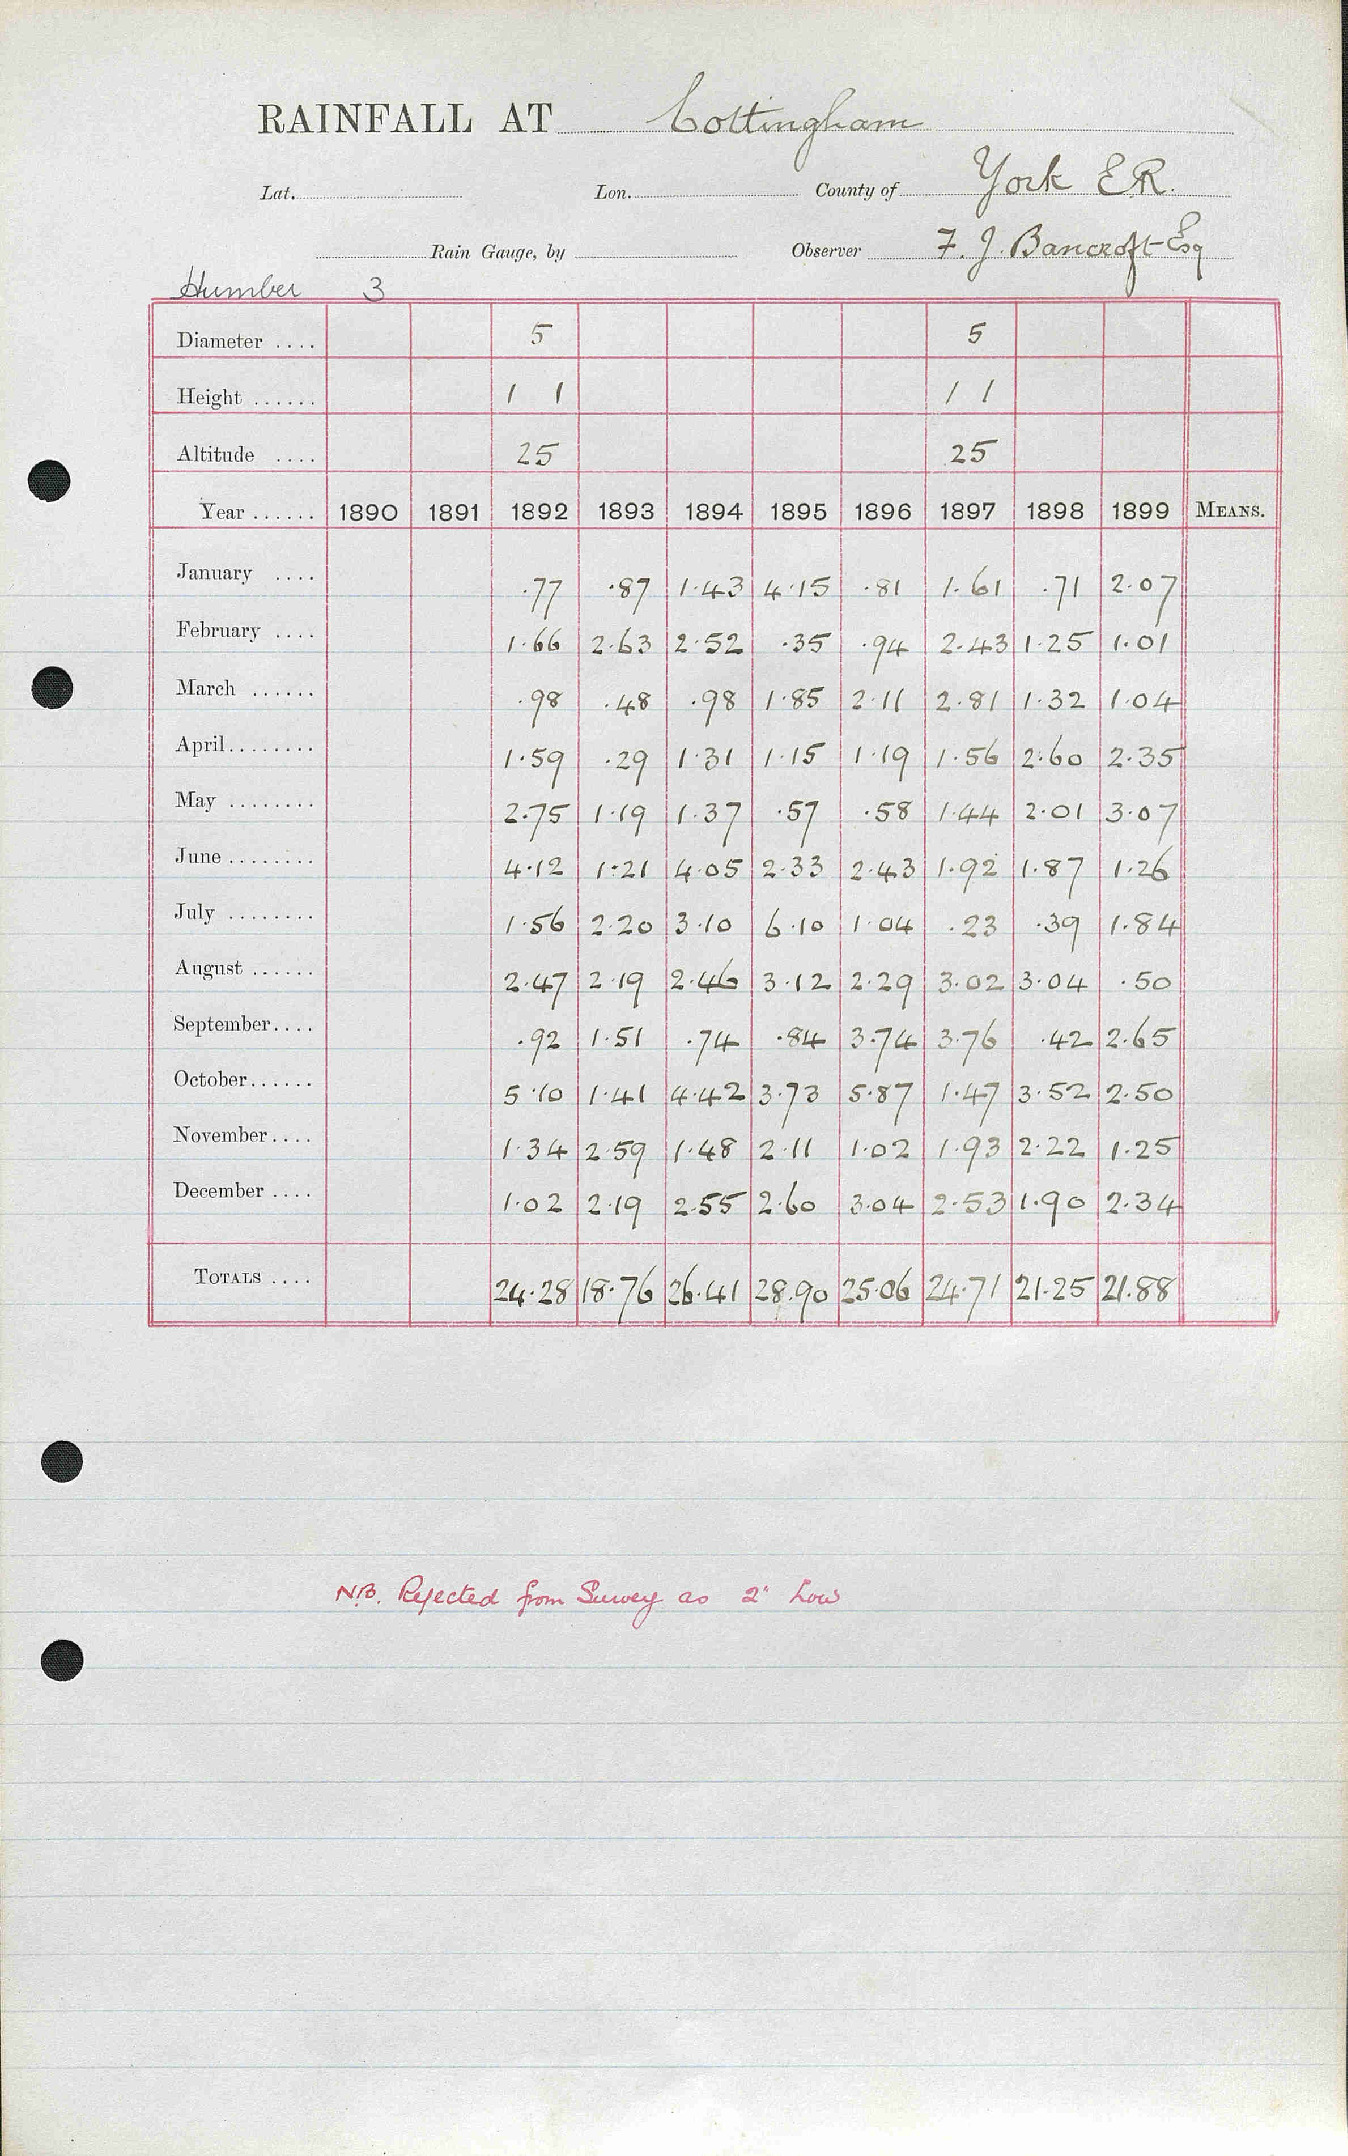 RAINFALL AT Cottingham
Lat. Lon. County of York E.R.
Rain Gauge, by Observer F. J. Bancroft Esq
Humber 3
Diameter .... 5 5
Height ...... 1 1 1 1
Altitude .... 25 25
Year ...... 1890 1891 1892 1893 1894 1895 1896 1897 1898 1899 MEANS.
January .... .77 .87 1.43 4.15 .81 1.61 .71 2.07
February .... 1.66 2.63 2.52 .35 .94 2.43 1.25 1.01
March ...... .98 .48 .98 1.85 2.11 2.81 1.32 1.04
April........ 1.59 .29 1.31 1.15 1.19 1.56 2.60 2.35
May ........ 2.75 1.19 1.37 .57 .58 1.44 2.01 3.07
June ........ 4.12 1.21 4.05 2.33 2.43 1.92 1.87 1.26
July ........ 1.56 2.20 3.10 6.10 1.04 .23 .39 1.84
August ...... 2.47 2.19 2.46 3.12 2.29 3.02 3.04 .50
September.... .92 1.51 .74 .84 3.74 3.76 .42 2.65
October...... 5.10 1.41 4.42 3.73 5.87 1.47 3.52 2.50
November.... 1.34 2.59 1.48 2.11 1.02 1.93 2.22 1.25
December .... 1.02 2.19 2.55 2.60 3.04 2.53 1.90 2.34
TOTALS .... 24.28 18.76 26.41 28.90 25.06 24.71 21.25 21.88
N.B. Rejected from Survey as 2" Low